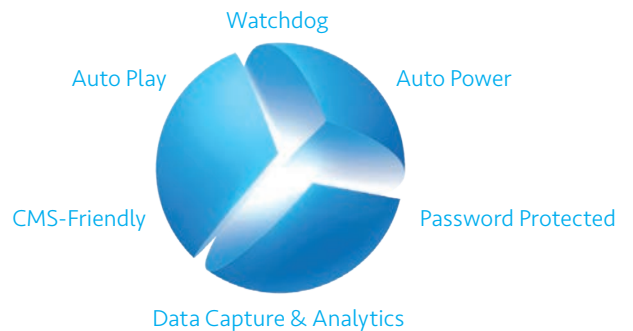 Watchdog
Auto Play
Auto Power
CMS-Friendly
Password Protected
Data Capture & Analytics